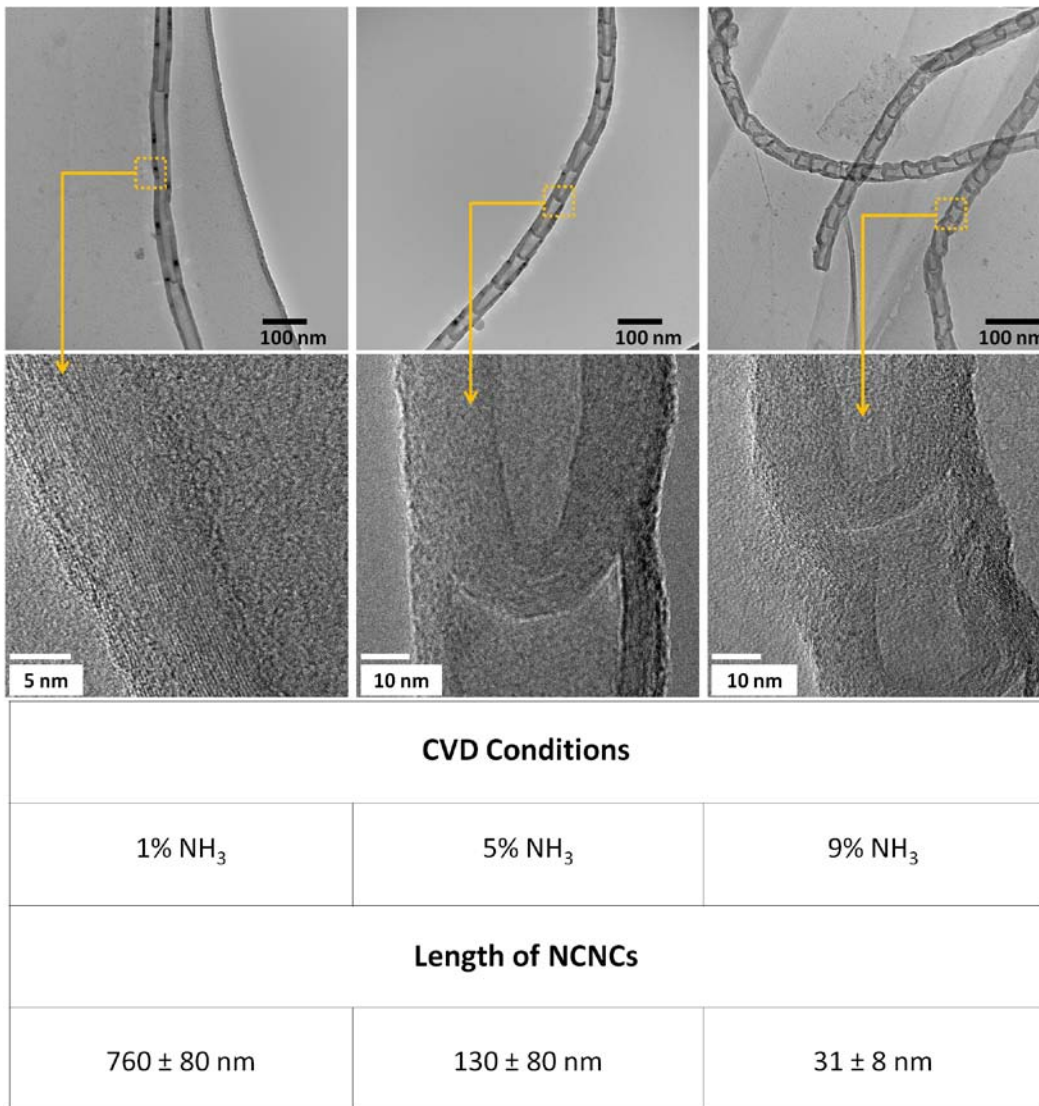 100 nm
100 nm
100 nm
5 nm
10 nm
10 nm
CVD Conditions
1% NH₃
5% NH₃
9% NH₃
Length of NCNCs
760 ± 80 nm
130 ± 80 nm
31 ± 8 nm